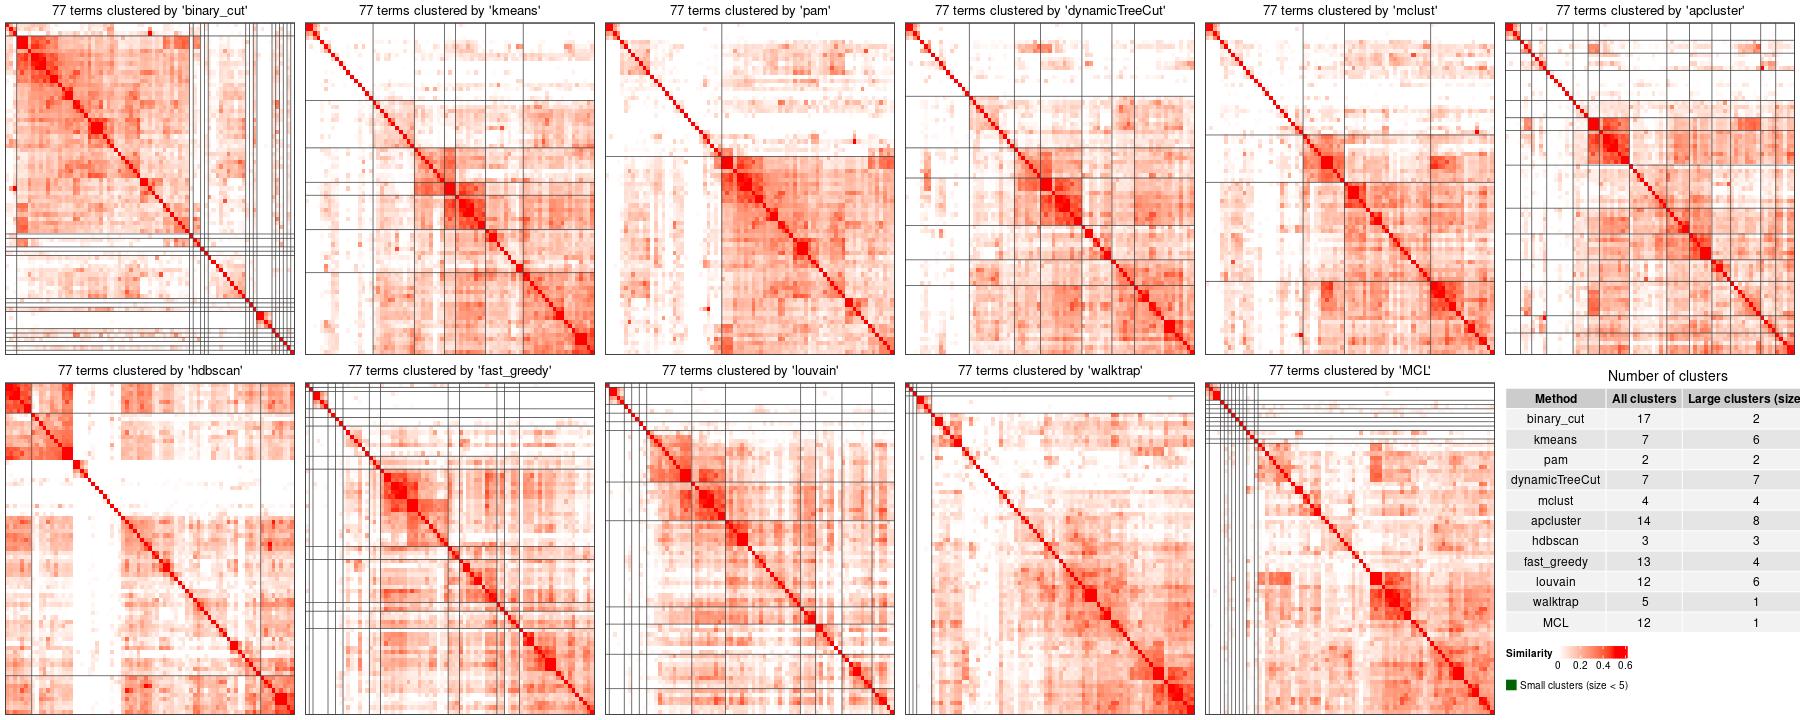 77 terms clustered by 'binary_cut'
77 terms clustered by 'kmeans'
77 terms clustered by 'pam'
77 terms clustered by 'dynamicTreeCut'
77 terms clustered by 'mclust'
77 terms clustered by 'apcluster'
77 terms clustered by 'hdbscan'
77 terms clustered by 'fast_greedy'
77 terms clustered by 'louvain'
77 terms clustered by 'walktrap'
77 terms clustered by 'MCL'
Number of clusters
Method All clusters Large clusters (size
binary_cut 17 2
kmeans 7 6
pam 2 2
dynamicTreeCut 7 7
mclust 4 4
apcluster 14 8
hdbscan 3 3
fast_greedy 13 4
louvain 12 6
walktrap 5 1
MCL 12 1
Similarity
0 0.2 0.4 0.6
Small clusters (size < 5)